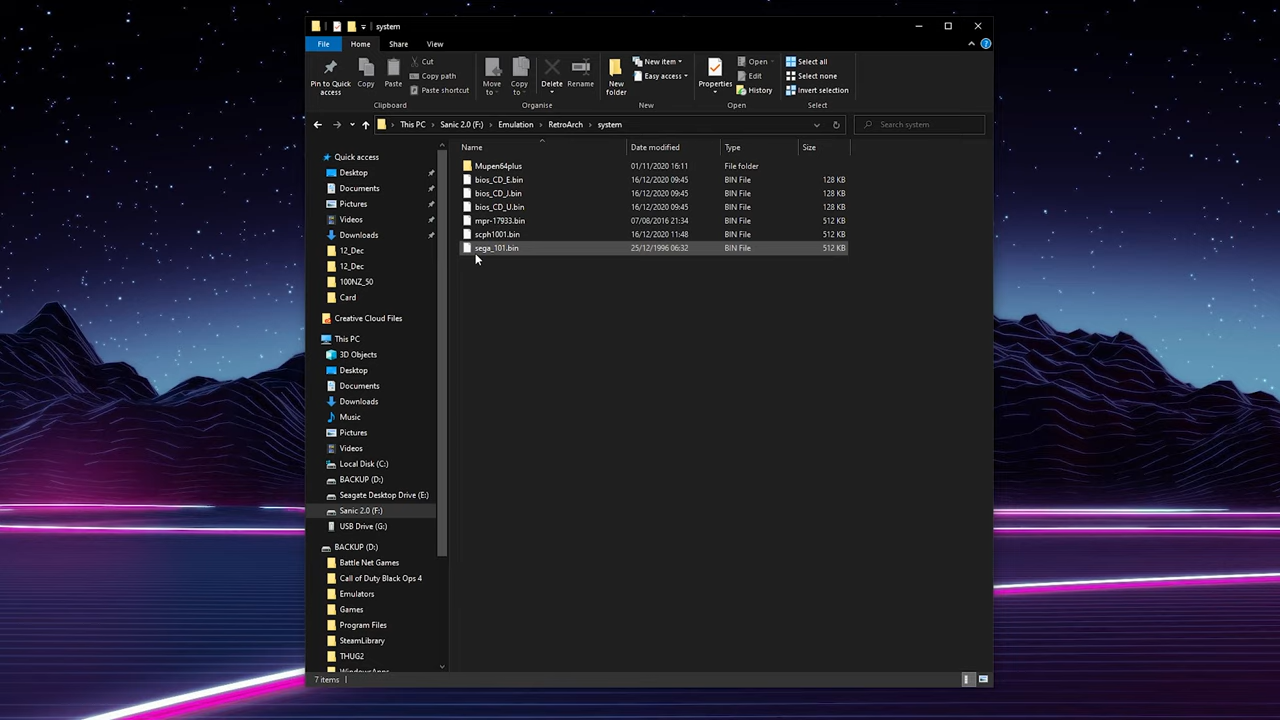 system
File Home Share View
Pin to Quick access
Copy
Paste
Cut
Copy path
Paste shortcut
Clipboard
Move to
Copy to
Delete
Rename
Organise
New folder
New item
Easy access
New
Properties
Open
Edit
History
Open
Select all
Select none
Invert selection
Select
This PC > Sanic 2.0 (F:) > Emulation > RetroArch > system
Search system
Name Date modified Type Size
Mupen64plus 01/11/2020 16:11 File folder
bios_CD_E.bin 16/12/2020 09:45 BIN File 128 KB
bios_CD_J.bin 16/12/2020 09:45 BIN File 128 KB
bios_CD_U.bin 16/12/2020 09:45 BIN File 128 KB
mpr-17933.bin 07/08/2016 21:34 BIN File 512 KB
scph1001.bin 16/12/2020 11:48 BIN File 512 KB
sega_101.bin 25/12/1996 06:32 BIN File 512 KB
Quick access
Desktop
Documents
Pictures
Videos
Downloads
12_Dec
12_Dec
100NZ_50
Card
Creative Cloud Files
This PC
3D Objects
Desktop
Documents
Downloads
Music
Pictures
Videos
Local Disk (C:)
BACKUP (D:)
Seagate Desktop Drive (E:)
Sanic 2.0 (F:)
USB Drive (G:)
BACKUP (D:)
Battle Net Games
Call of Duty Black Ops 4
Emulators
Games
Program Files
SteamLibrary
THUG2
WindowsApps
7 items